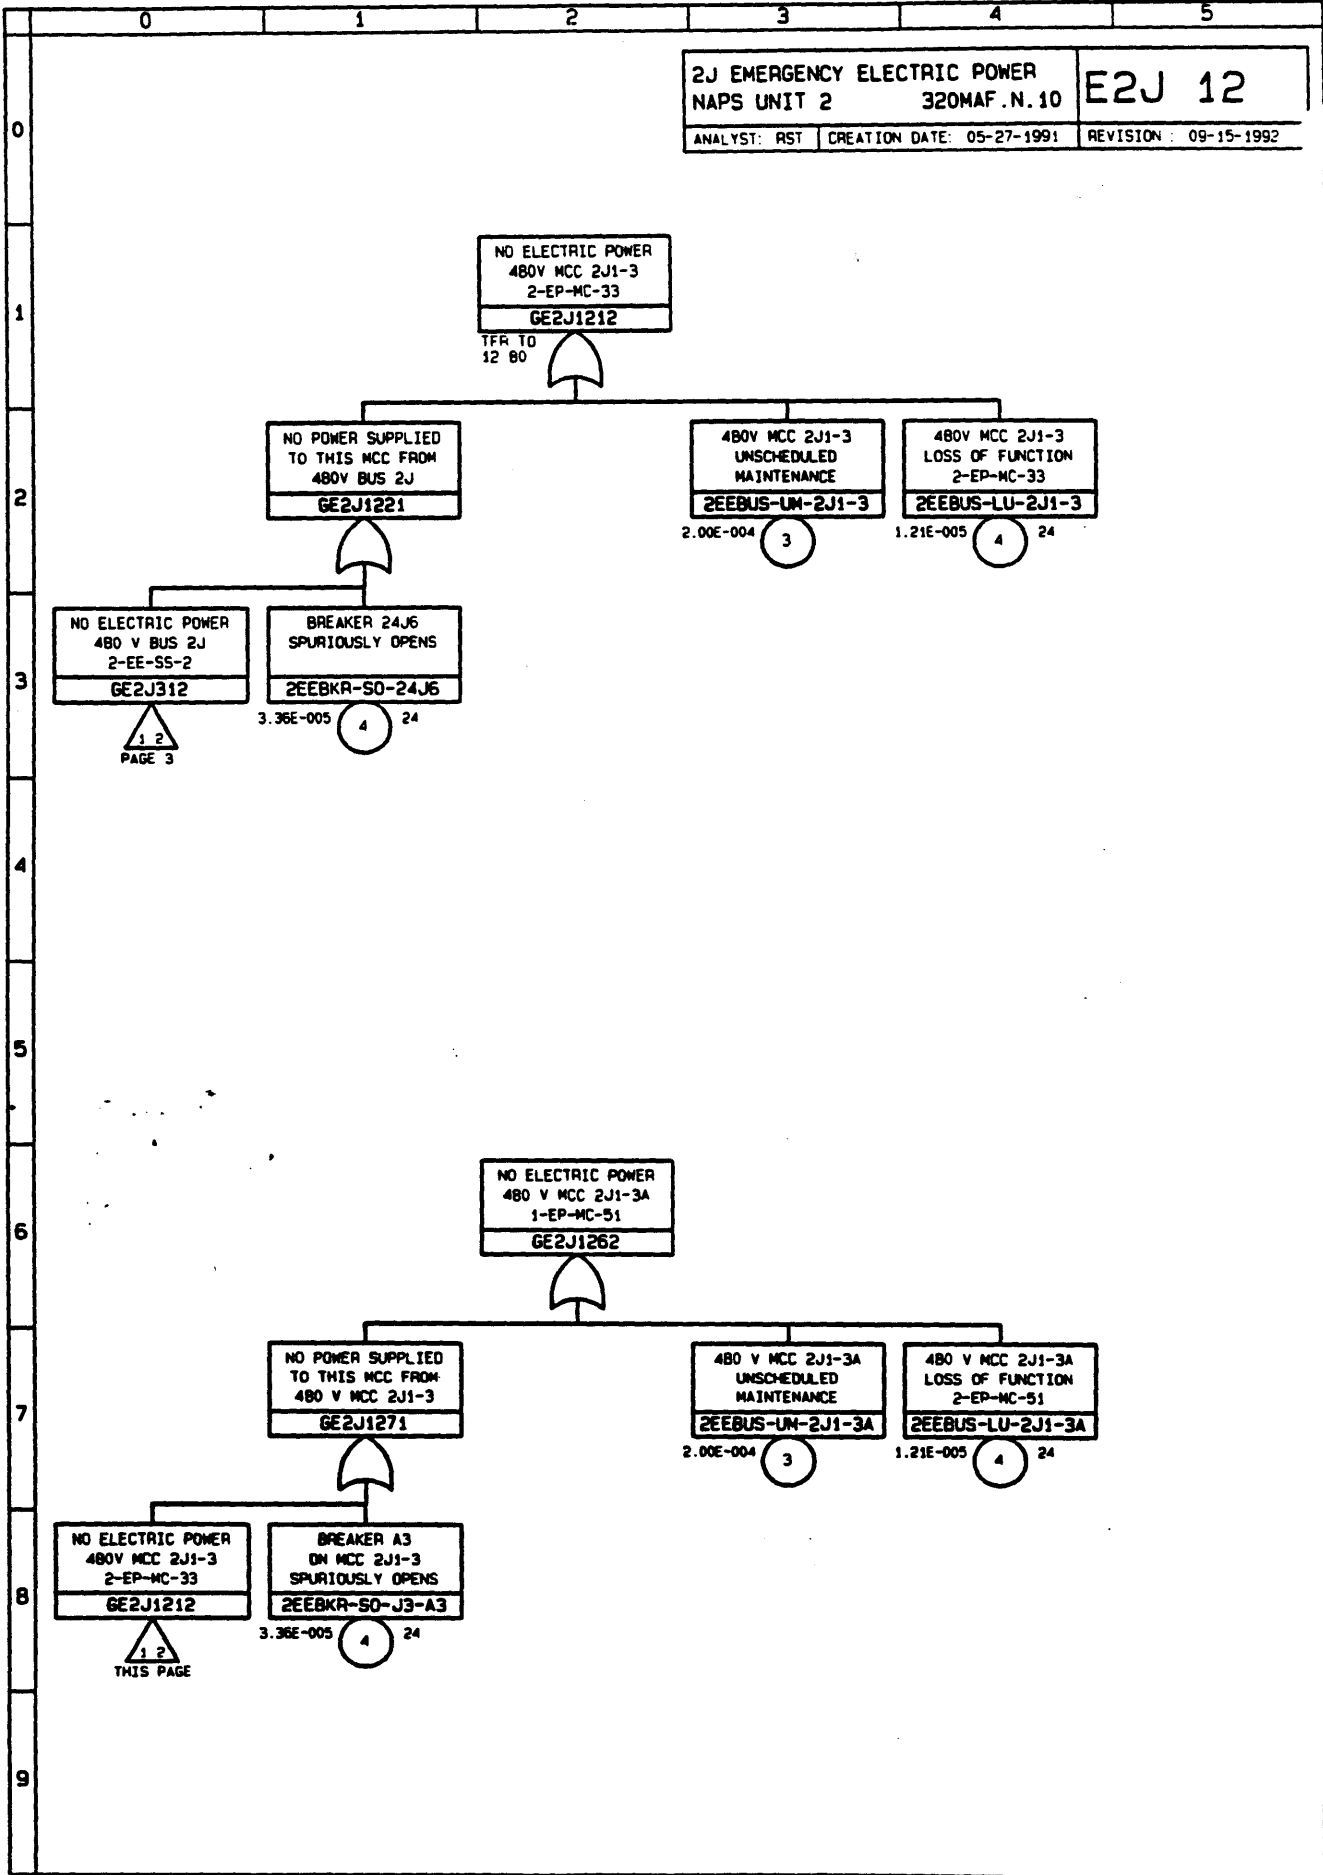 0 1 2 3 4 5
2J EMERGENCY ELECTRIC POWER
NAPS UNIT 2 320MAF.N.10
E2J 12
ANALYST: RST CREATION DATE: 05-27-1991 REVISION : 09-15-1992
0
NO ELECTRIC POWER
480V MCC 2J1-3
2-EP-MC-33
GE2J1212
TFR TO
12 80
1
NO POWER SUPPLIED
TO THIS MCC FROM
480V BUS 2J
GE2J1221
480V MCC 2J1-3
UNSCHEDULED
MAINTENANCE
2EEBUS-UM-2J1-3
2.00E-004 3
480V MCC 2J1-3
LOSS OF FUNCTION
2-EP-MC-33
2EEBUS-LU-2J1-3
1.21E-005 4 24
2
NO ELECTRIC POWER
480 V BUS 2J
2-EE-SS-2
GE2J312
1 2
PAGE 3
BREAKER 24J6
SPURIOUSLY OPENS
2EEBKR-SO-24J6
3.36E-005 4 24
3
4
5
NO ELECTRIC POWER
480 V MCC 2J1-3A
1-EP-MC-51
GE2J1262
6
NO POWER SUPPLIED
TO THIS MCC FROM
480 V MCC 2J1-3
GE2J1271
480 V MCC 2J1-3A
UNSCHEDULED
MAINTENANCE
2EEBUS-UM-2J1-3A
2.00E-004 3
480 V MCC 2J1-3A
LOSS OF FUNCTION
2-EP-MC-51
2EEBUS-LU-2J1-3A
1.21E-005 4 24
7
NO ELECTRIC POWER
480V MCC 2J1-3
2-EP-MC-33
GE2J1212
1 2
THIS PAGE
BREAKER A3
ON MCC 2J1-3
SPURIOUSLY OPENS
2EEBKR-SO-J3-A3
3.36E-005 4 24
8
9